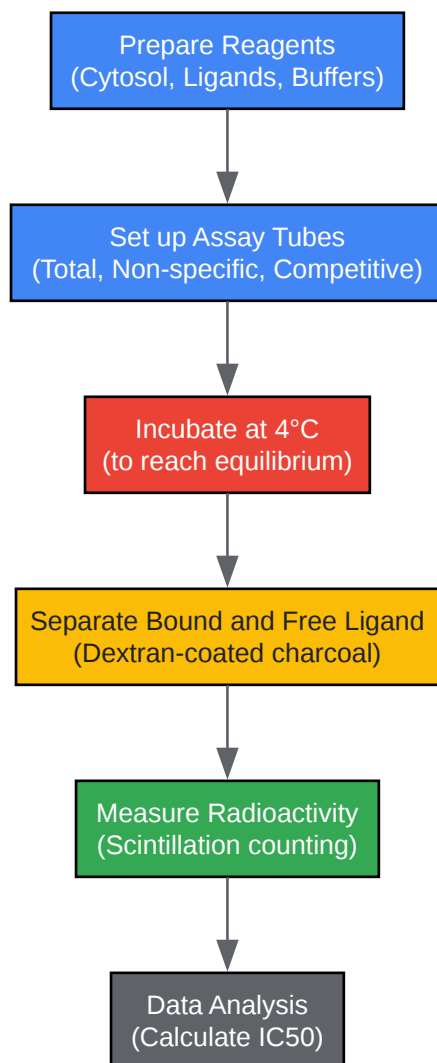 Prepare Reagents
(Cytosol, Ligands, Buffers)
Set up Assay Tubes
(Total, Non-specific, Competitive)
Incubate at 4°C
(to reach equilibrium)
Separate Bound and Free Ligand
(Dextran-coated charcoal)
Measure Radioactivity
(Scintillation counting)
Data Analysis
(Calculate IC50)